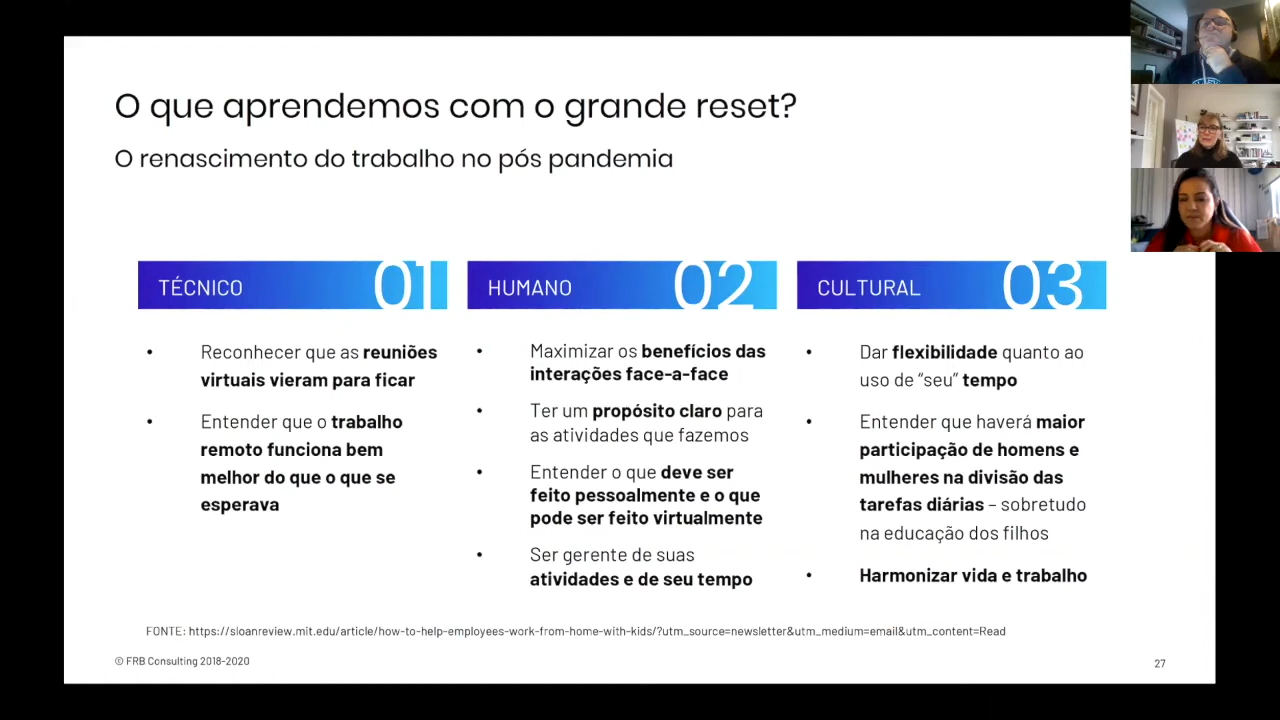 O que aprendemos com o grande reset?
O renascimento do trabalho no pós pandemia
TÉCNICO 01
• Reconhecer que as reuniões
virtuais vieram para ficar
• Entender que o trabalho
remoto funciona bem
melhor do que o que se
esperava
HUMANO 02
• Maximizar os benefícios das
interações face-a-face
• Ter um propósito claro para
as atividades que fazemos
• Entender o que deve ser
feito pessoalmente e o que
pode ser feito virtualmente
• Ser gerente de suas
atividades e de seu tempo
CULTURAL 03
• Dar flexibilidade quanto ao
uso de “seu” tempo
• Entender que haverá maior
participação de homens e
mulheres na divisão das
tarefas diárias – sobretudo
na educação dos filhos
• Harmonizar vida e trabalho
FONTE: https://sloanreview.mit.edu/article/how-to-help-employees-work-from-home-with-kids/?utm_source=newsletter&utm_medium=email&utm_content=Read
© FRB Consulting 2018-2020
27